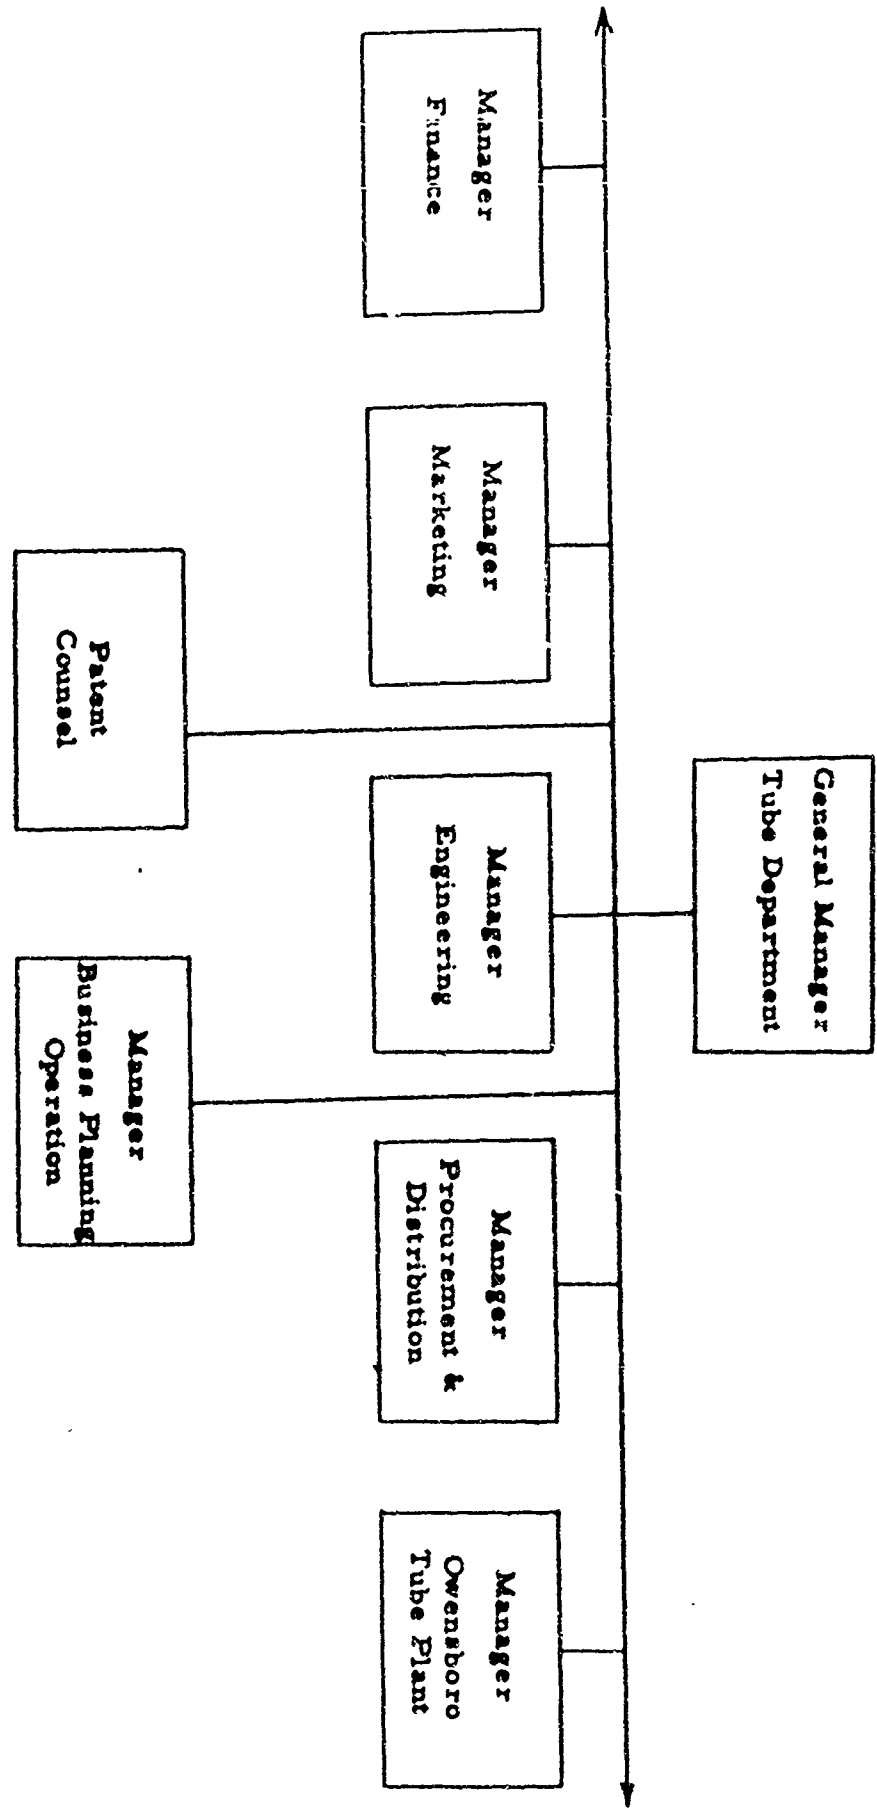 General Manager
Tube Department
Manager
Finance
Manager
Marketing
Manager
Engineering
Manager
Procurement &
Distribution
Manager
Owensboro
Tube Plant
Patent
Counsel
Manager
Business Planning
Operation